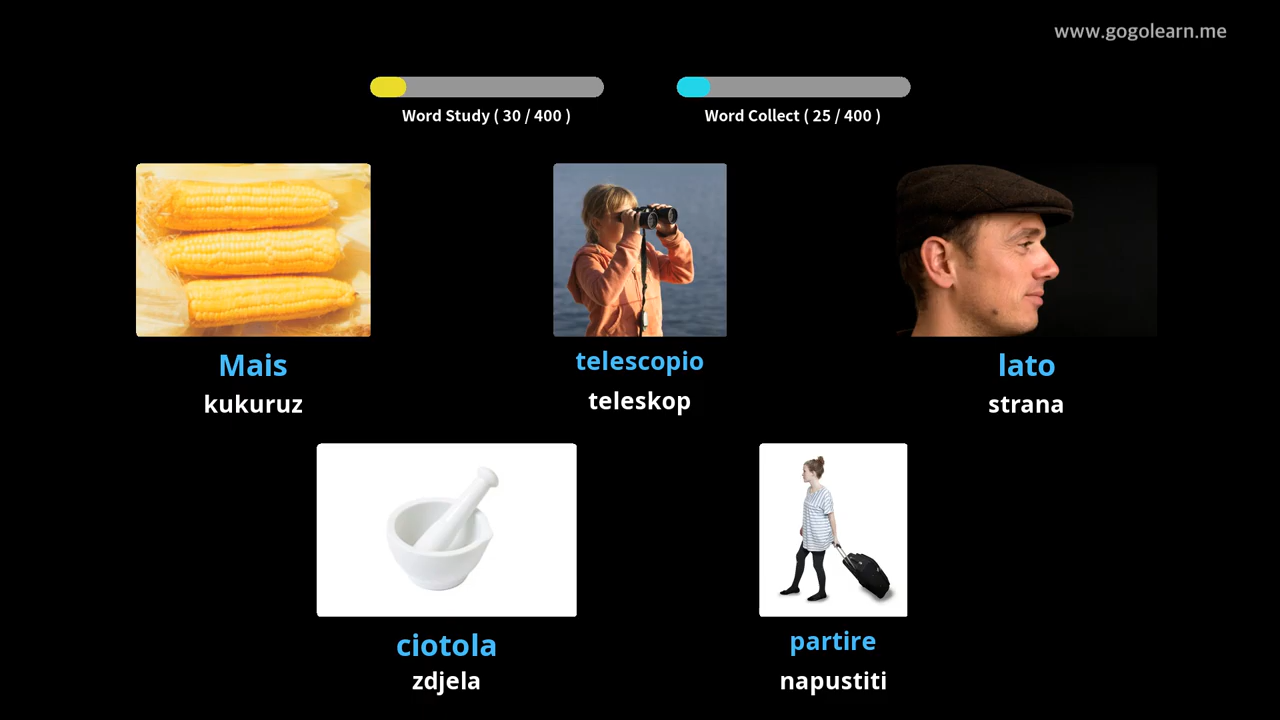 www.gogolearn.me
Word Study ( 30 / 400 )
Word Collect ( 25 / 400 )
Mais
kukuruz
telescopio
teleskop
lato
strana
ciotola
zdjela
partire
napustiti